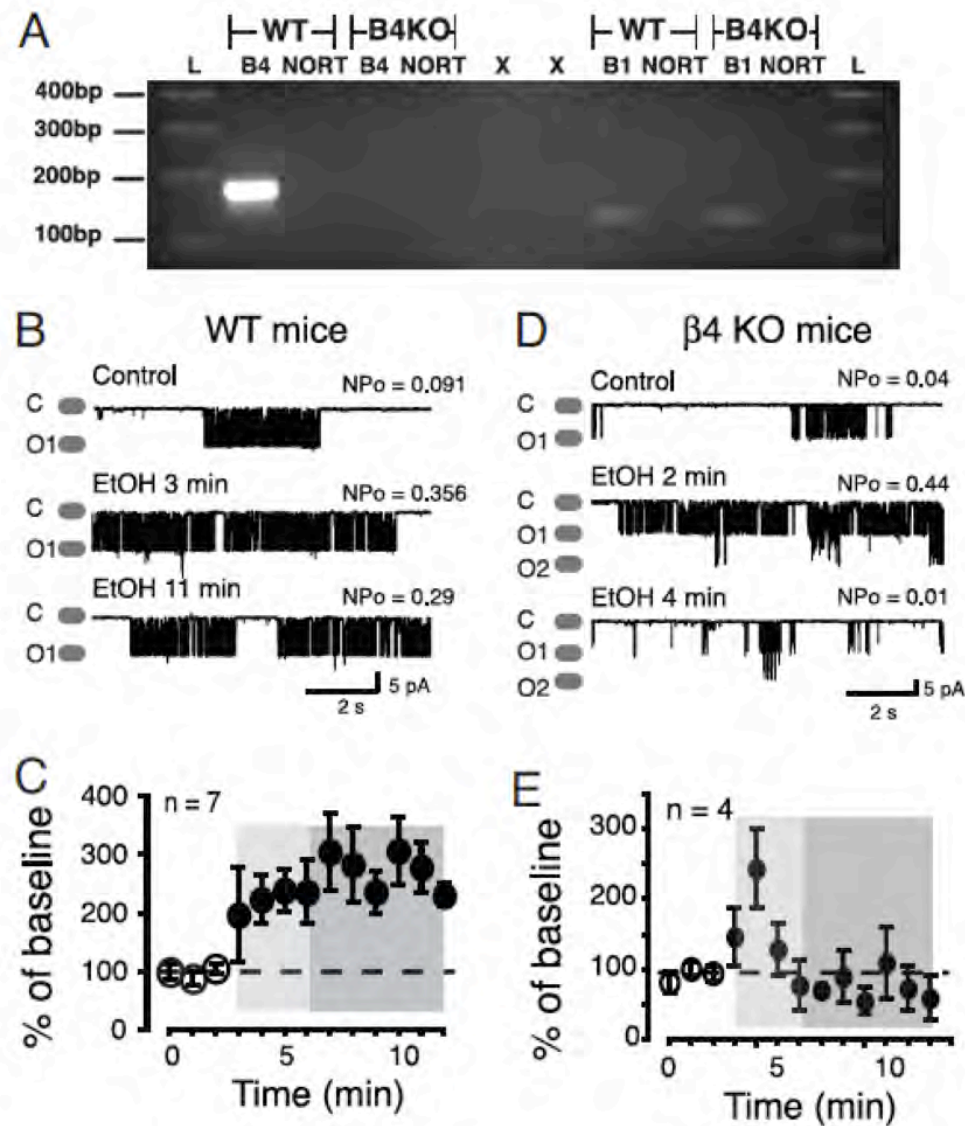 A
WT B4KO WT B4KO
L B4 NORT B4 NORT X X B1 NORT B1 NORT L
400bp
300bp
200bp
100bp
B WT mice
Control NPo = 0.091
C
O1
EtOH 3 min NPo = 0.356
C
O1
EtOH 11 min NPo = 0.29
C
O1
5 pA
2 s
D β4 KO mice
Control NPo = 0.04
C
O1
EtOH 2 min NPo = 0.44
C
O1
O2
EtOH 4 min NPo = 0.01
C
O1
O2
5 pA
2 s
C
% of baseline
400
300
200
100
0
n = 7
0 5 10
Time (min)
E
% of baseline
300
200
100
0
n = 4
0 5 10
Time (min)